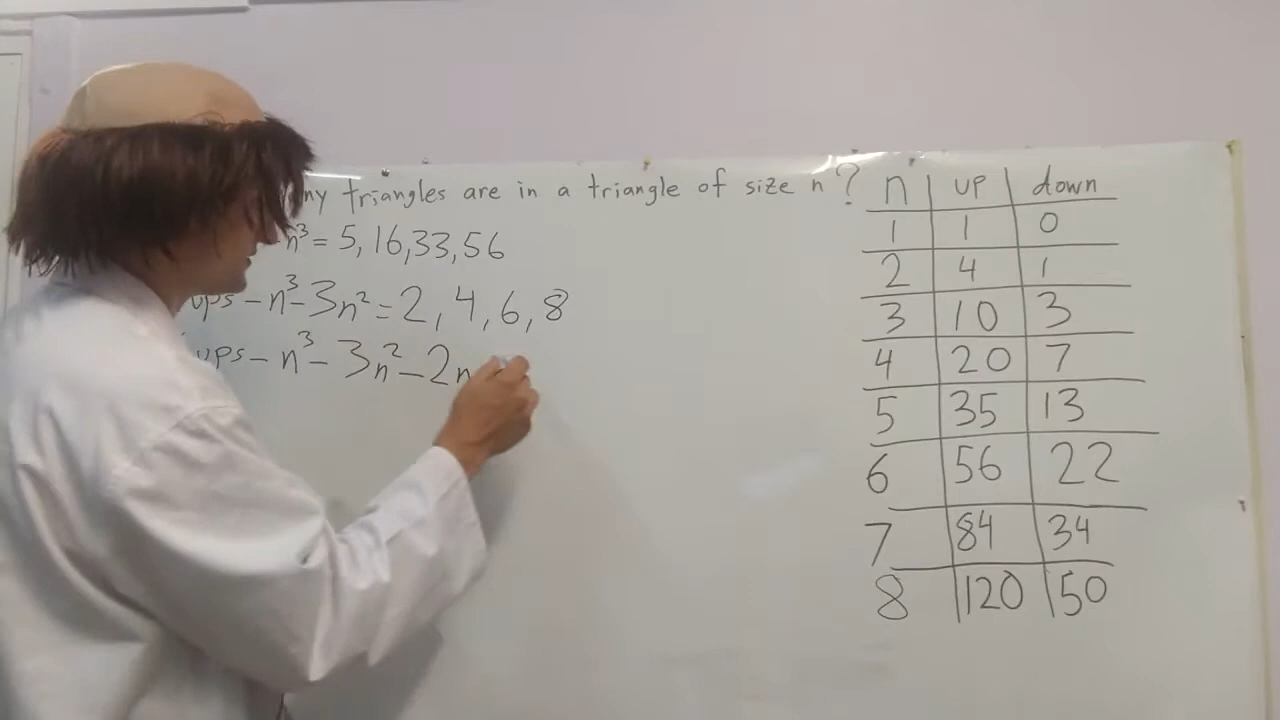 ny triangles are in a triangle of size n?
n³ = 5, 16, 33, 56
ups - n³ - 3n² = 2, 4, 6, 8
ups - n³ - 3n² - 2n
n up down
1 1 0
2 4 1
3 10 3
4 20 7
5 35 13
6 56 22
7 84 34
8 120 50